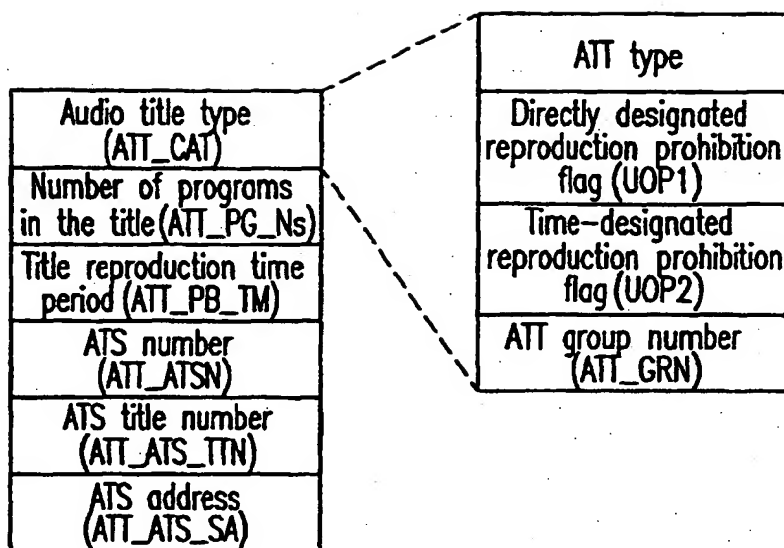 Audio title type
(ATT_CAT)
Number of programs
in the title (ATT_PG_Ns)
Title reproduction time
period (ATT_PB_TM)
ATS number
(ATT_ATSN)
ATS title number
(ATT_ATS_TTN)
ATS address
(ATT_ATS_SA)
ATT type
Directly designated
reproduction prohibition
flag (UOP1)
Time-designated
reproduction prohibition
flag (UOP2)
ATT group number
(ATT_GRN)